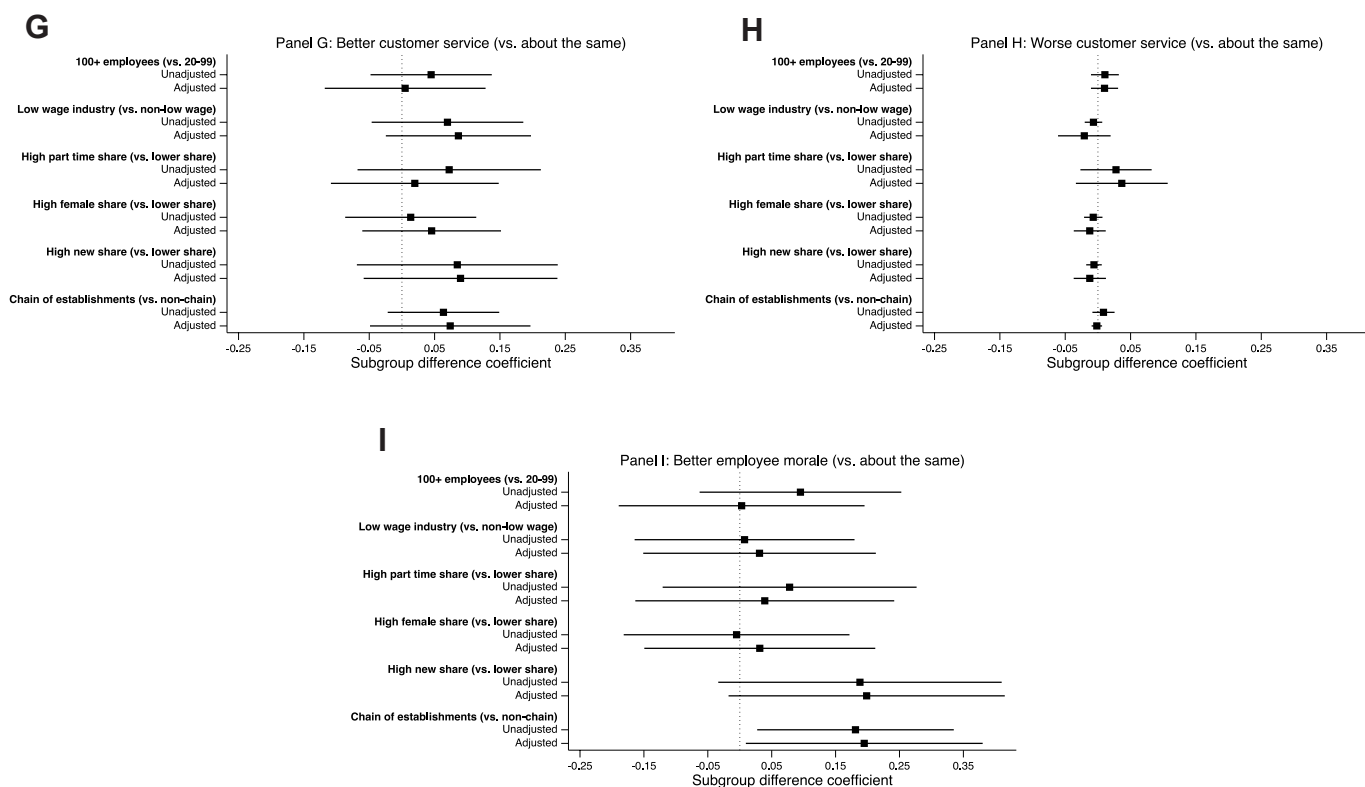 G
Panel G: Better customer service (vs. about the same)
100+ employees (vs. 20-99)
Unadjusted
Adjusted
Low wage industry (vs. non-low wage)
Unadjusted
Adjusted
High part time share (vs. lower share)
Unadjusted
Adjusted
High female share (vs. lower share)
Unadjusted
Adjusted
High new share (vs. lower share)
Unadjusted
Adjusted
Chain of establishments (vs. non-chain)
Unadjusted
Adjusted
-0.25 -0.15 -0.05 0.05 0.15 0.25 0.35
Subgroup difference coefficient
H
Panel H: Worse customer service (vs. about the same)
100+ employees (vs. 20-99)
Unadjusted
Adjusted
Low wage industry (vs. non-low wage)
Unadjusted
Adjusted
High part time share (vs. lower share)
Unadjusted
Adjusted
High female share (vs. lower share)
Unadjusted
Adjusted
High new share (vs. lower share)
Unadjusted
Adjusted
Chain of establishments (vs. non-chain)
Unadjusted
Adjusted
-0.25 -0.15 -0.05 0.05 0.15 0.25 0.35
Subgroup difference coefficient
I
Panel I: Better employee morale (vs. about the same)
100+ employees (vs. 20-99)
Unadjusted
Adjusted
Low wage industry (vs. non-low wage)
Unadjusted
Adjusted
High part time share (vs. lower share)
Unadjusted
Adjusted
High female share (vs. lower share)
Unadjusted
Adjusted
High new share (vs. lower share)
Unadjusted
Adjusted
Chain of establishments (vs. non-chain)
Unadjusted
Adjusted
-0.25 -0.15 -0.05 0.05 0.15 0.25 0.35
Subgroup difference coefficient